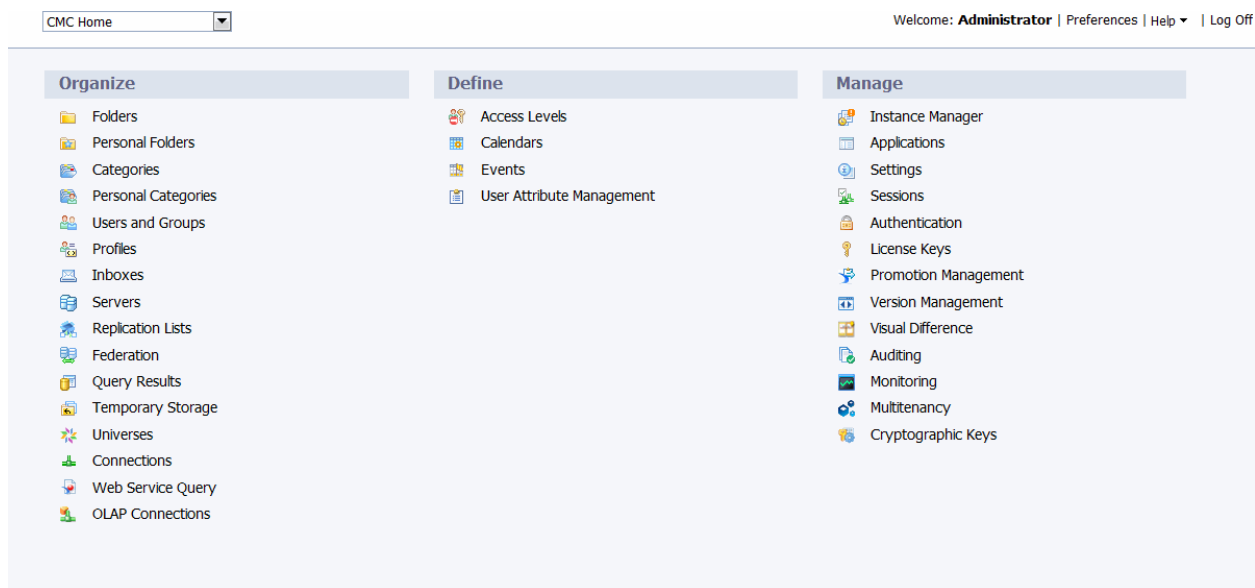 CMC Home
Welcome: Administrator | Preferences | Help | Log Off
Organize
Folders
Personal Folders
Categories
Personal Categories
Users and Groups
Profiles
Inboxes
Servers
Replication Lists
Federation
Query Results
Temporary Storage
Universes
Connections
Web Service Query
OLAP Connections
Define
Access Levels
Calendars
Events
User Attribute Management
Manage
Instance Manager
Applications
Settings
Sessions
Authentication
License Keys
Promotion Management
Version Management
Visual Difference
Auditing
Monitoring
Multitenancy
Cryptographic Keys